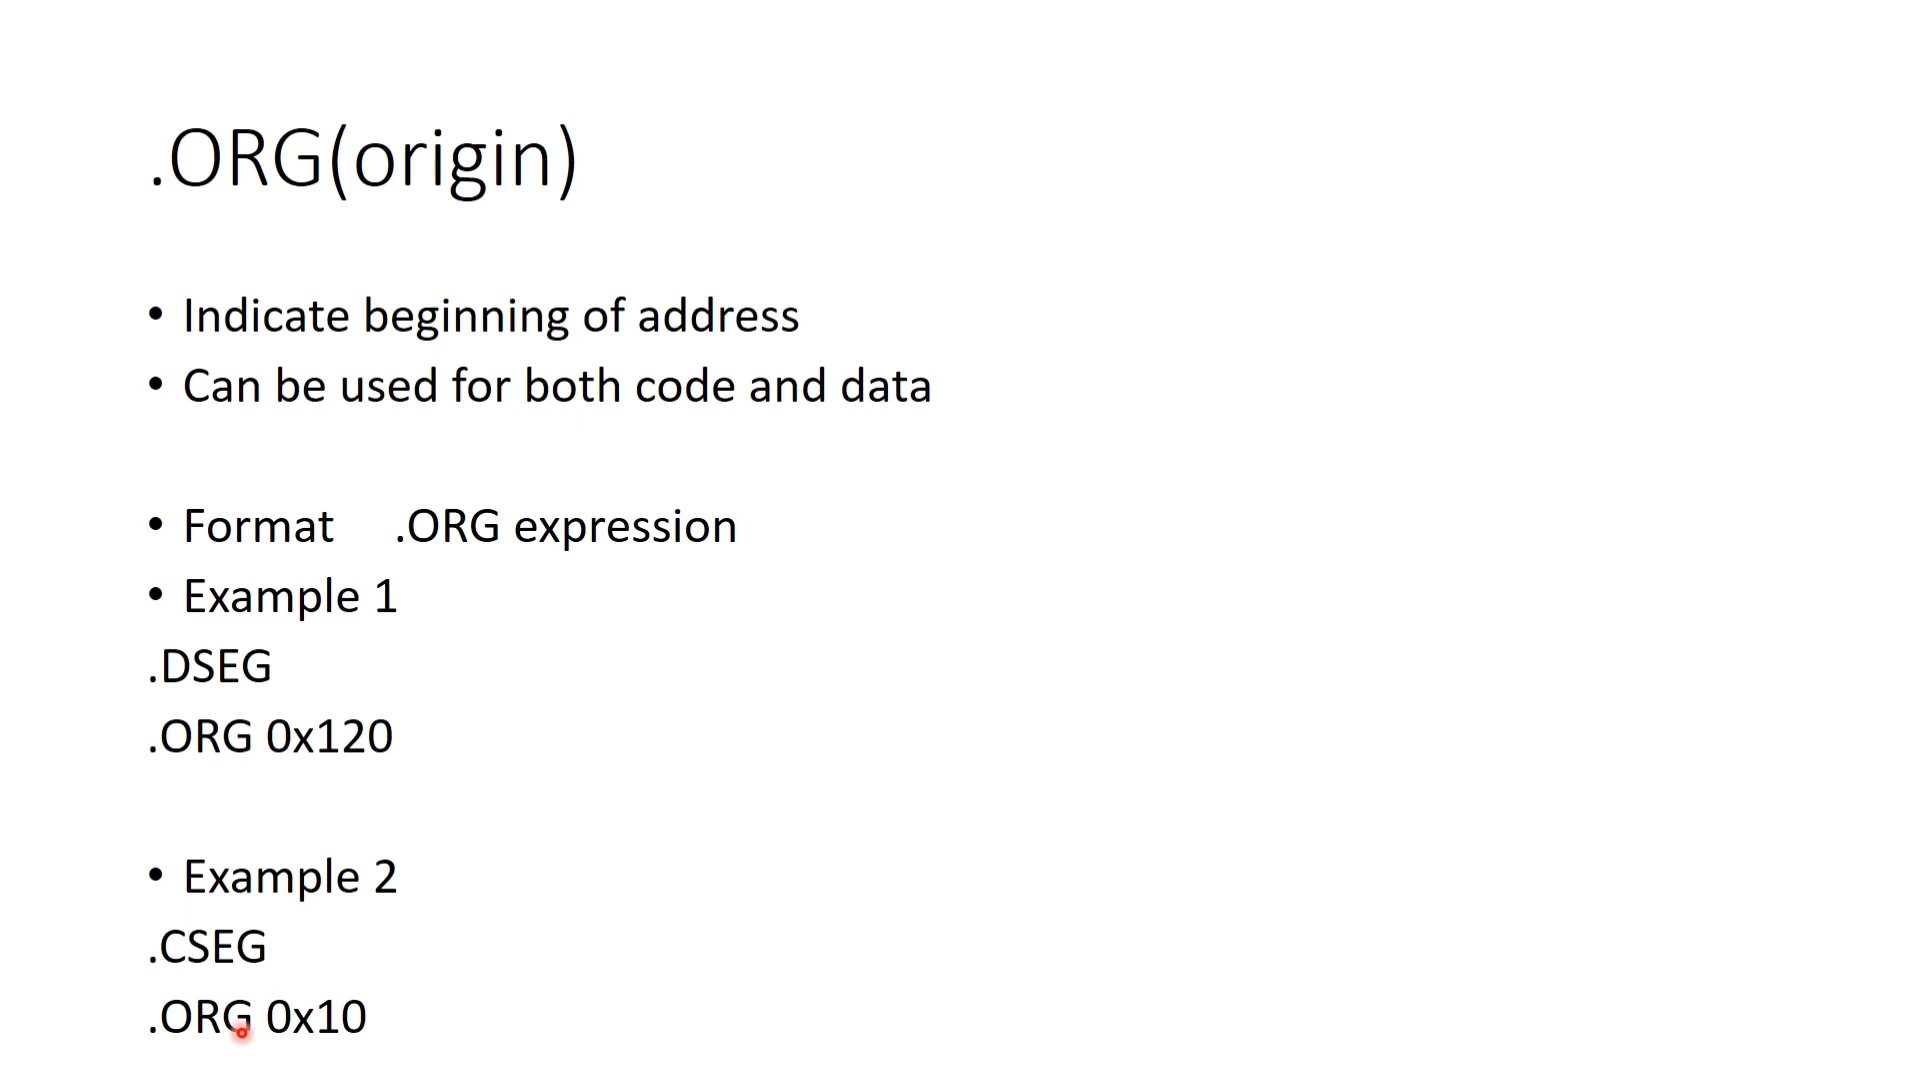 .ORG(origin)
• Indicate beginning of address
• Can be used for both code and data
• Format .ORG expression
• Example 1
.DSEG
.ORG 0x120
• Example 2
.CSEG
.ORG 0x10